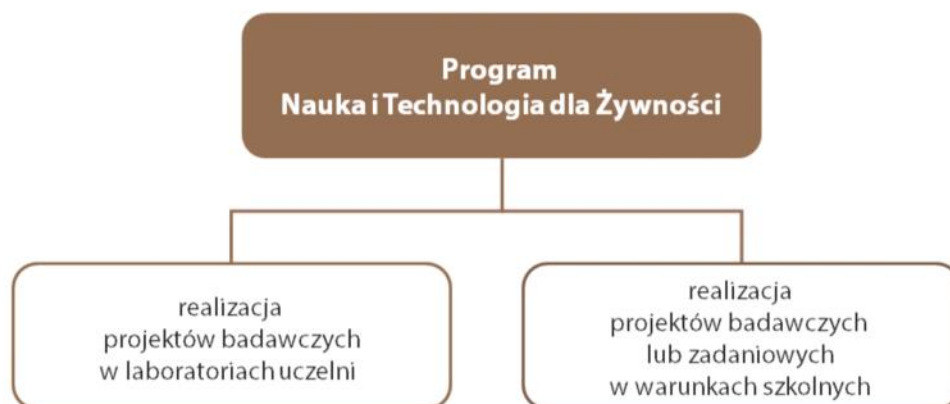 Program
Nauka i Technologia dla Żywności
realizacja
projektów badawczych
w laboratoriach uczelni
realizacja
projektów badawczych
lub zadaniowych
w warunkach szkolnych